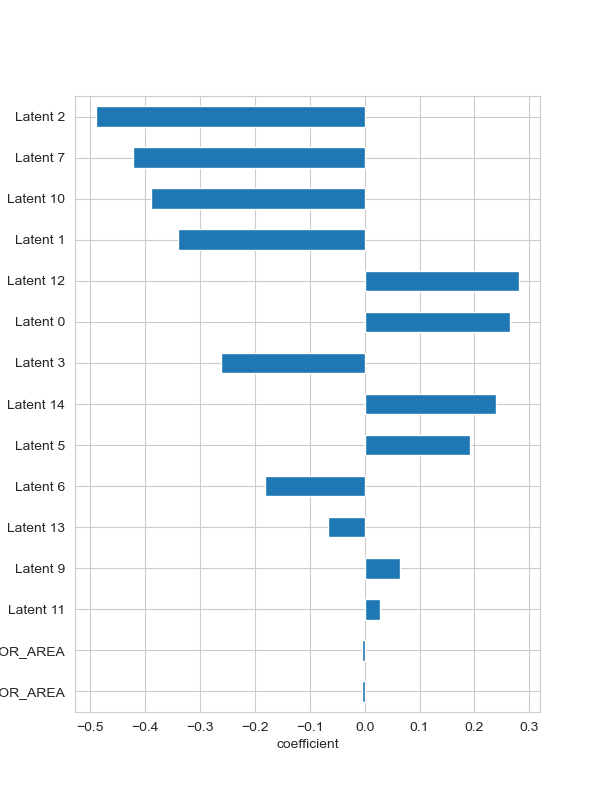 Latent 2
Latent 7
Latent 10
Latent 1
Latent 12
Latent 0
Latent 3
Latent 14
Latent 5
Latent 6
Latent 13
Latent 9
Latent 11
OR_AREA
OR_AREA
−0.5 −0.4 −0.3 −0.2 −0.1 0.0 0.1 0.2 0.3
coefficient